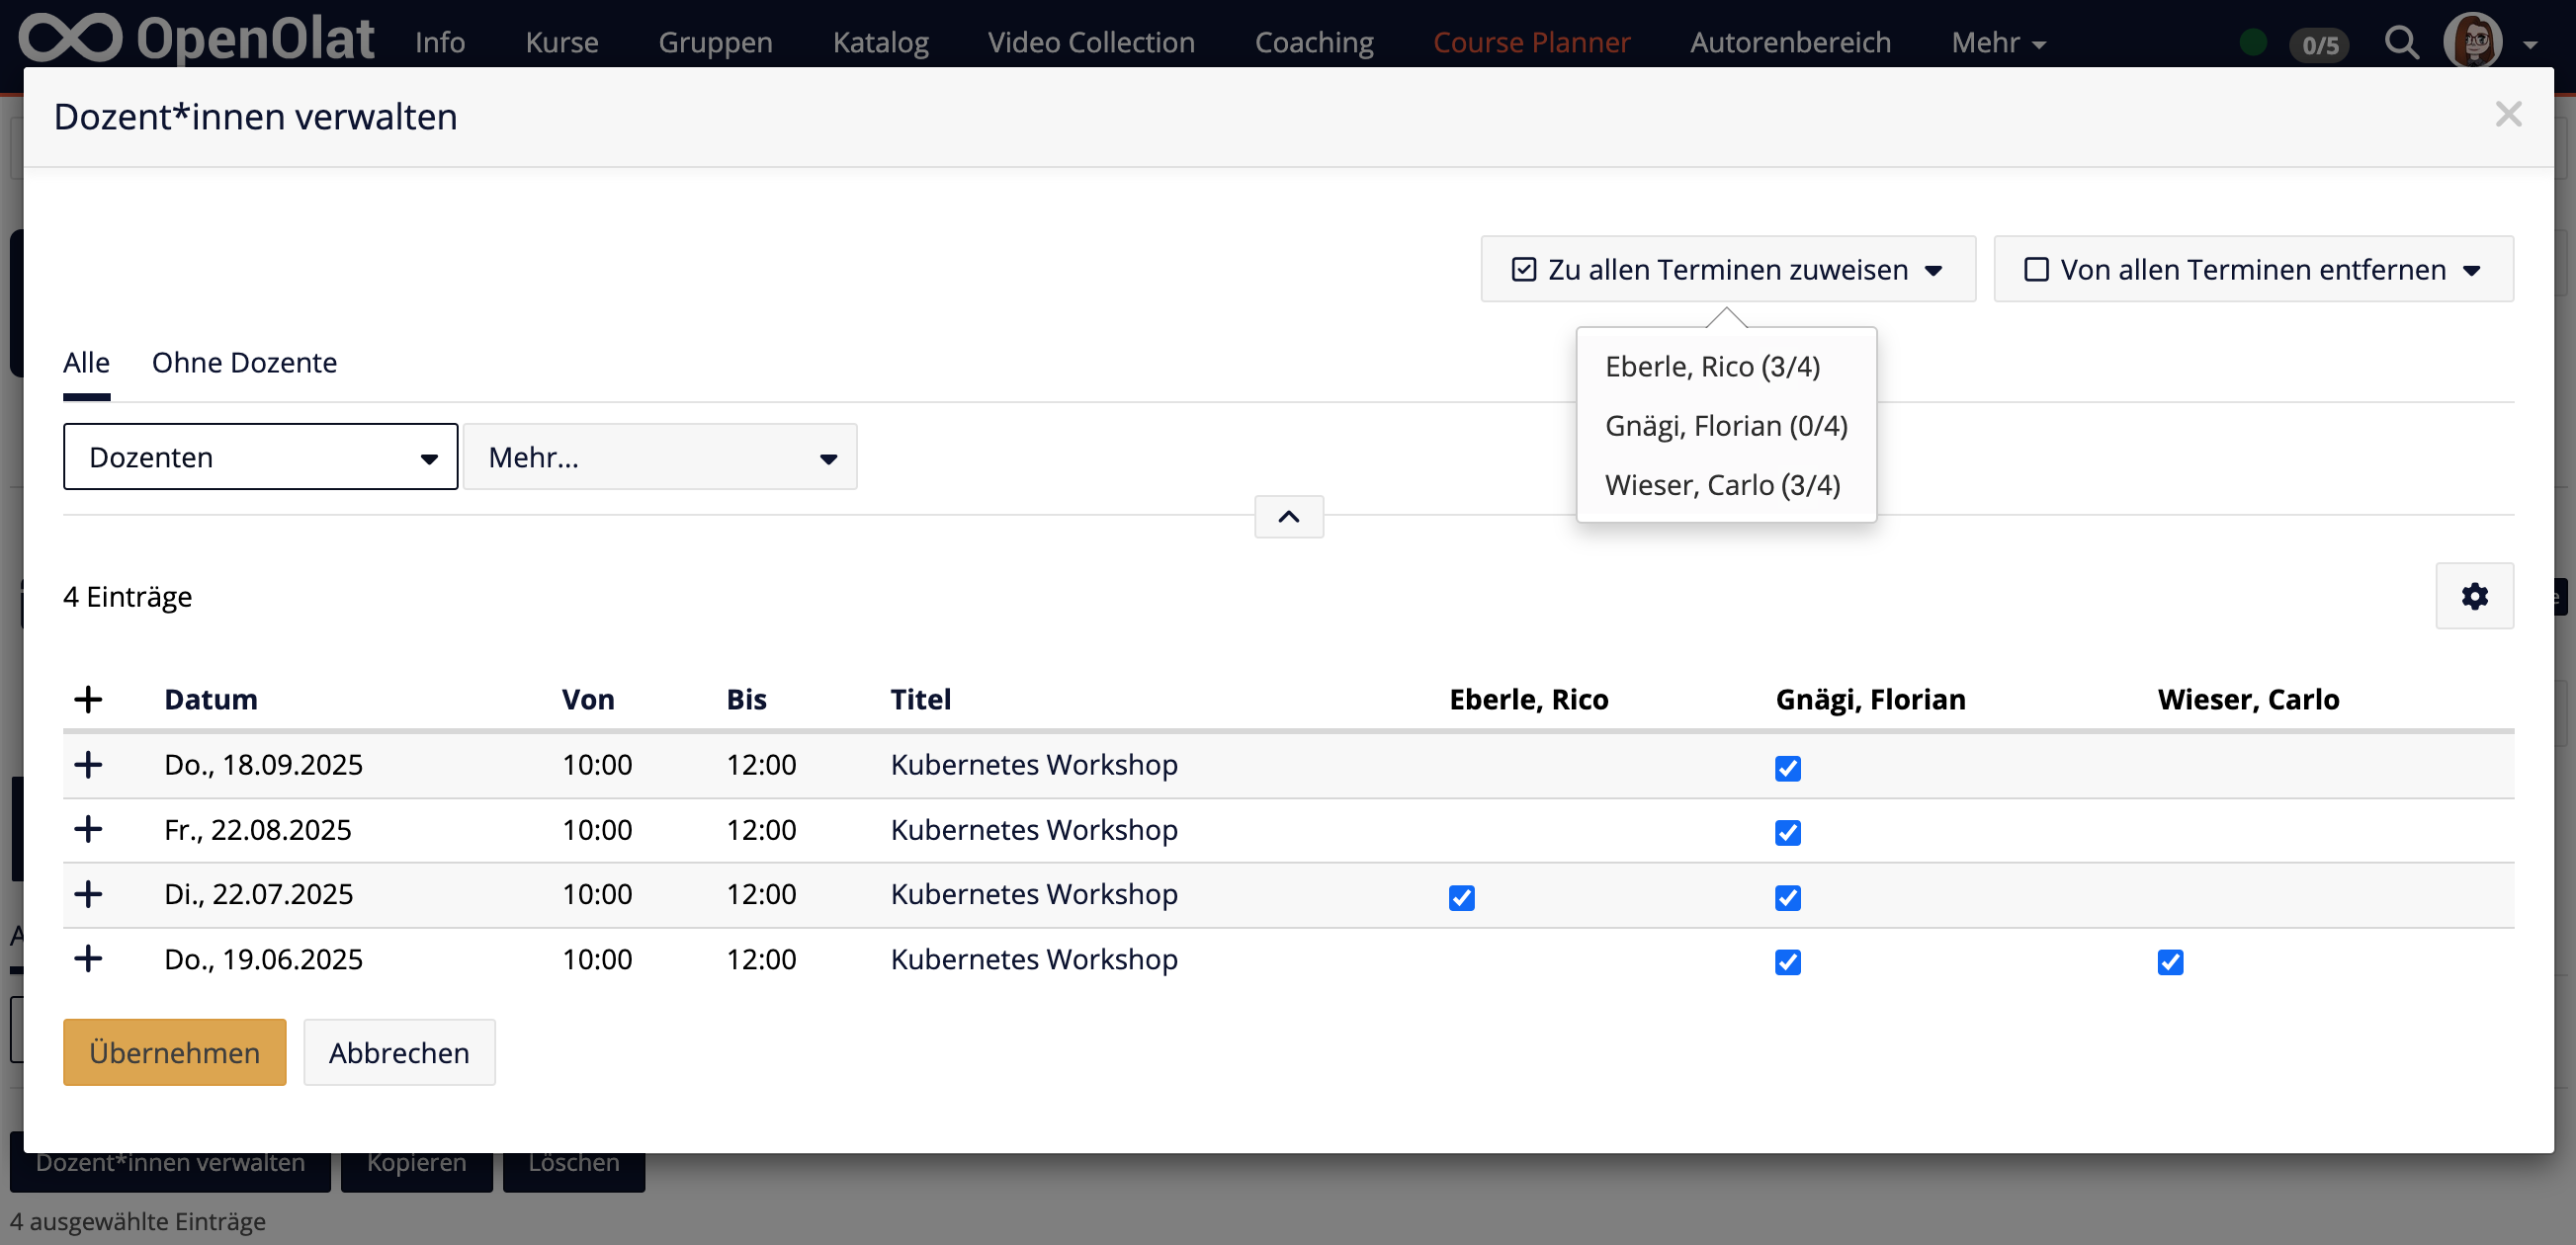 OpenOlat Info Kurse Gruppen Katalog Video Collection Coaching Course Planner Autorenbereich Mehr 0/5
Dozent*innen verwalten
Zu allen Terminen zuweisen Von allen Terminen entfernen
Eberle, Rico (3/4)
Gnägi, Florian (0/4)
Wieser, Carlo (3/4)
Alle Ohne Dozente
Dozenten Mehr...
4 Einträge
Datum Von Bis Titel Eberle, Rico Gnägi, Florian Wieser, Carlo
Do., 18.09.2025 10:00 12:00 Kubernetes Workshop
Fr., 22.08.2025 10:00 12:00 Kubernetes Workshop
Di., 22.07.2025 10:00 12:00 Kubernetes Workshop
Do., 19.06.2025 10:00 12:00 Kubernetes Workshop
Übernehmen Abbrechen
Dozent*innen verwalten Kopieren Löschen
4 ausgewählte Einträge